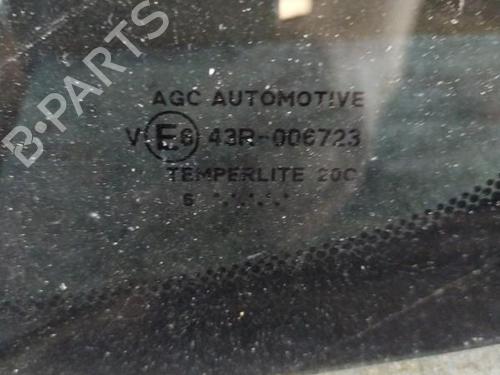 B-PARTS
AGC AUTOMOTIVE
V E6 43R-006723
TEMPERLITE 20C
S